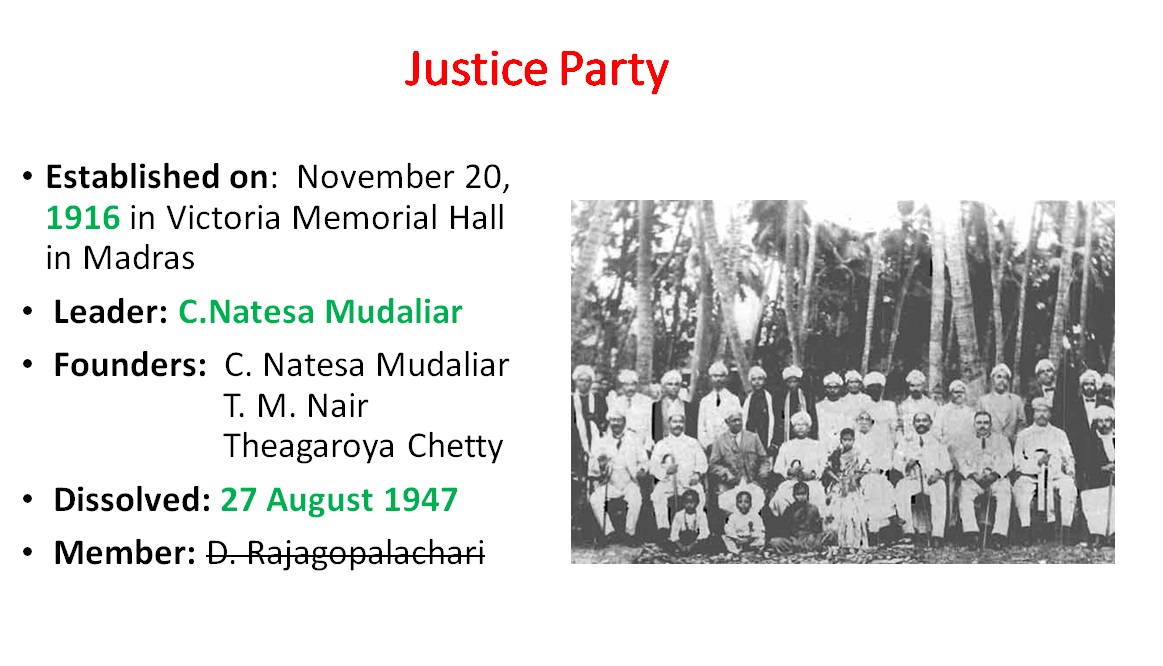 Justice Party
• Established on:  November 20,
1916 in Victoria Memorial Hall
in Madras
• Leader: C.Natesa Mudaliar
• Founders:  C. Natesa Mudaliar
T. M. Nair
Theagaroya Chetty
• Dissolved: 27 August 1947
• Member: D. Rajagopalachari